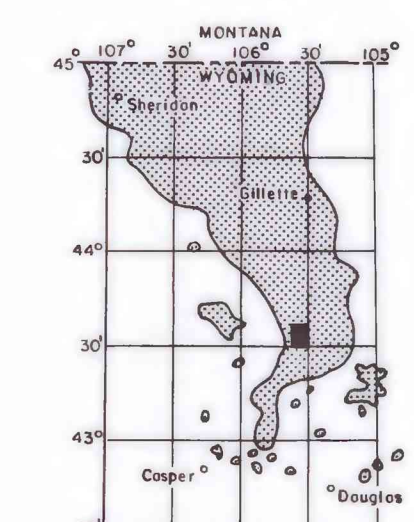 MONTANA
45° 107° 30' 106° 30' 105°
WYOMING
Sheridan
30'
Gillette
44°
30'
43°
Casper
Douglas